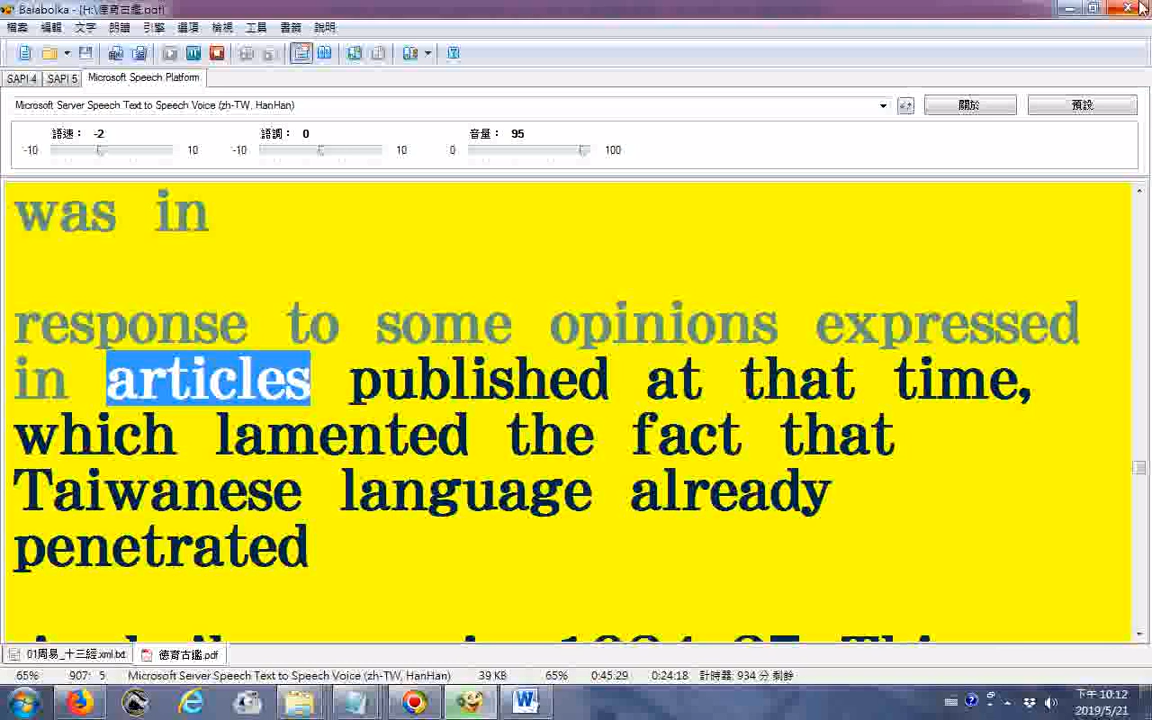 Balabolka - [H:\德育古鑑.pdf]
檔案 編輯 文字 朗讀 引擎 選項 檢視 書籤 工具 說明
SAPI 4 SAPI 5 Microsoft Speech Platform
Microsoft Server Speech Text to Speech Voice (zh-TW, HanHan) 關於 預設
語速： -2 語調： 0 音量： 95
-10 10 -10 10 0 100
was in
response to some opinions expressed
in articles published at that time,
which lamented the fact that
Taiwanese language already
penetrated
01周易_十三經.xml.txt 德育古鑑.pdf
65% 907: 5 Microsoft Server Speech Text to Speech Voice (zh-TW, HanHan) 39 KB 65% 0:45.29 0:24:18 計時器: 934 分 剩餘
下午 10:12
2019/5/21